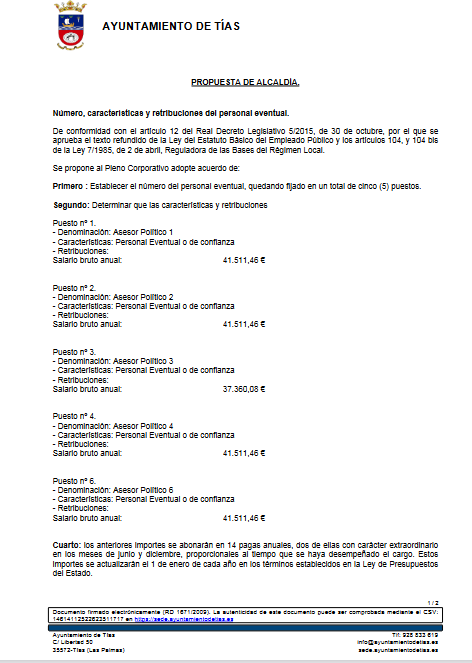 AYUNTAMIENTO DE TÍAS
PROPUESTA DE ALCALDÍA.
Número, características y retribuciones del personal eventual.
De conformidad con el artículo 12 del Real Decreto Legislativo 5/2015, de 30 de octubre, por el que se
aprueba el texto refundido de la Ley del Estatuto Básico del Empleado Público y los artículos 104, y 104 bis
de la Ley 7/1985, de 2 de abril, Reguladora de las Bases del Régimen Local.
Se propone al Pleno Corporativo adopte acuerdo de:
Primero : Establecer el número del personal eventual, quedando fijado en un total de cinco (5) puestos.
Segundo: Determinar que las características y retribuciones
Puesto nº 1.
- Denominación: Asesor Político 1
- Características: Personal Eventual o de confianza
- Retribuciones:
Salario bruto anual: 41.511,46 €
Puesto nº 2.
- Denominación: Asesor Político 2
- Características: Personal Eventual o de confianza
- Retribuciones:
Salario bruto anual: 41.511,46 €
Puesto nº 3.
- Denominación: Asesor Político 3
- Características: Personal Eventual o de confianza
- Retribuciones:
Salario bruto anual: 37.360,08 €
Puesto nº 4.
- Denominación: Asesor Político 4
- Características: Personal Eventual o de confianza
- Retribuciones:
Salario bruto anual: 41.511,46 €
Puesto nº 6.
- Denominación: Asesor Político 6
- Características: Personal Eventual o de confianza
- Retribuciones:
Salario bruto anual: 41.511,46 €
Cuarto: los anteriores importes se abonarán en 14 pagas anuales, dos de ellas con carácter extraordinario
en los meses de junio y diciembre, proporcionales al tiempo que se haya desempeñado el cargo. Estos
importes se actualizarán el 1 de enero de cada año en los términos establecidos en la Ley de Presupuestos
del Estado.
1 / 2
Documento firmado electrónicamente (RD 1671/2009). La autenticidad de este documento puede ser comprobada mediante el CSV:
14614112522623511717 en https://sede.ayuntamientodetias.es
Ayuntamiento de Tías Tlf: 928 833 619
C/ Libertad 50 info@ayuntamientodetias.es
35572-Tías (Las Palmas) sede.ayuntamientodetias.es